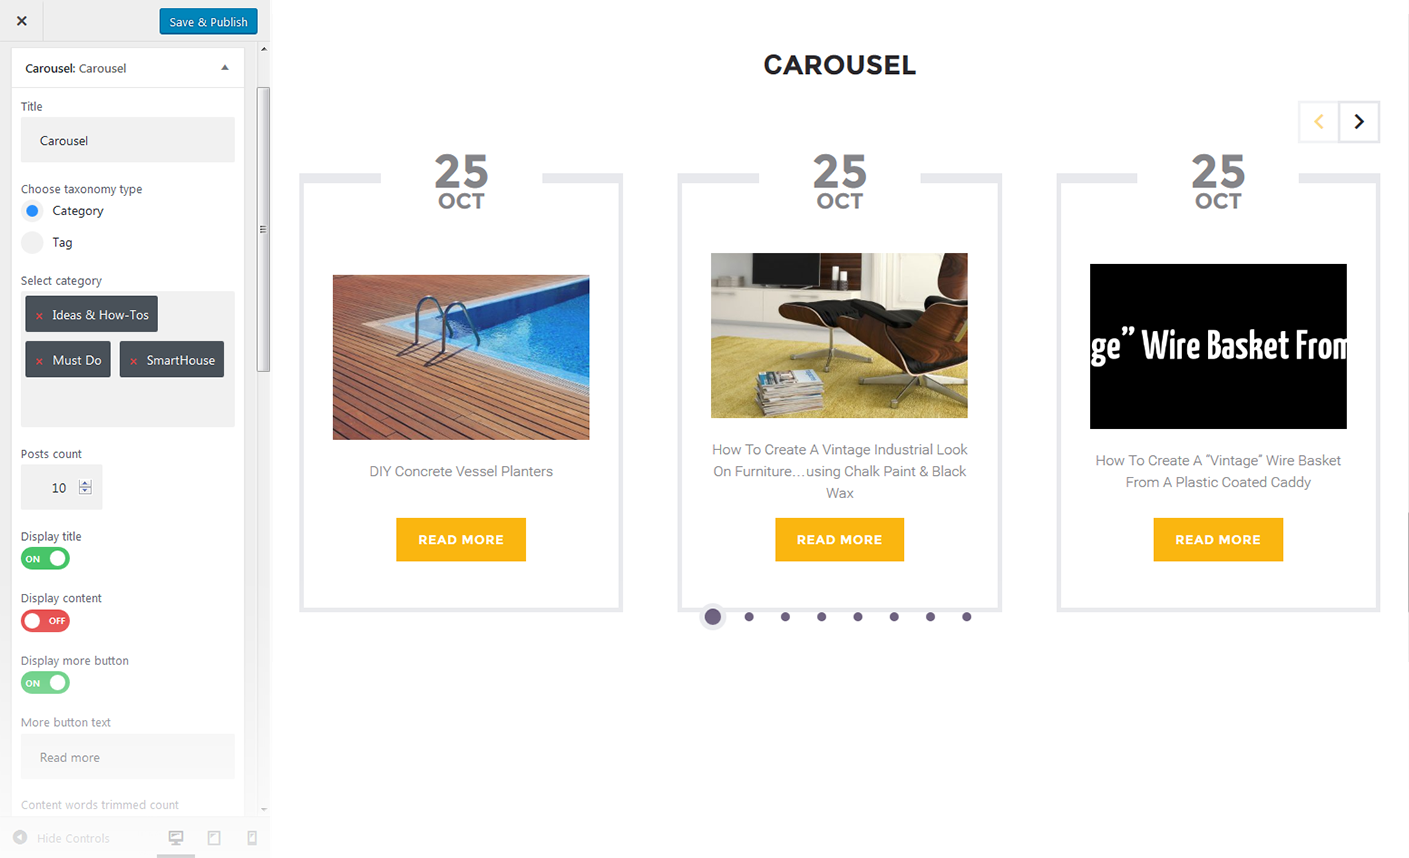 Save & Publish
Carousel: Carousel
Title
Carousel
Choose taxonomy type
Category
Tag
Select category
× Ideas & How-Tos
× Must Do × SmartHouse
Posts count
10
Display title
ON
Display content
OFF
Display more button
ON
More button text
Read more
Content words trimmed count
Hide Controls
CAROUSEL
25
OCT
DIY Concrete Vessel Planters
READ MORE
25
OCT
How To Create A Vintage Industrial Look
On Furniture…using Chalk Paint & Black
Wax
READ MORE
25
OCT
ge” Wire Basket From
How To Create A “Vintage” Wire Basket
From A Plastic Coated Caddy
READ MORE